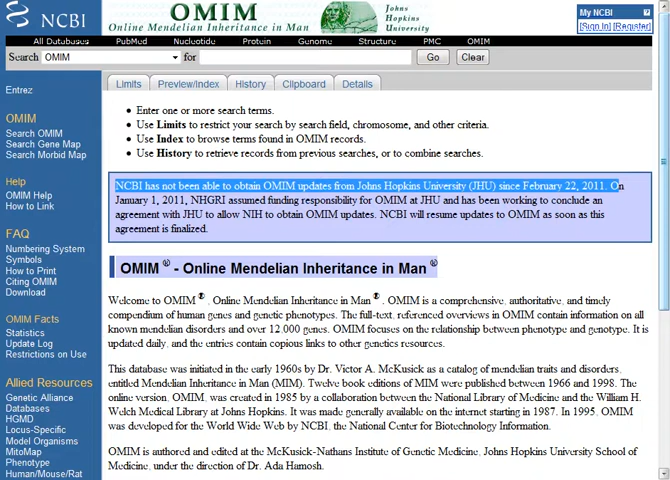 NCBI
OMIM
Online Mendelian Inheritance in Man
Johns
Hopkins
University
My NCBI
[Sign In] [Register]
All Databases PubMed Nucleotide Protein Genome Structure PMC OMIM
Search OMIM for Go Clear
Limits Preview/Index History Clipboard Details
Entrez
OMIM
Search OMIM
Search Gene Map
Search Morbid Map
Help
OMIM Help
How to Link
FAQ
Numbering System
Symbols
How to Print
Citing OMIM
Download
OMIM Facts
Statistics
Update Log
Restrictions on Use
Allied Resources
Genetic Alliance
Databases
HGMD
Locus-Specific
Model Organisms
MitoMap
Phenotype
Human/Mouse/Rat
• Enter one or more search terms.
• Use Limits to restrict your search by search field, chromosome, and other criteria.
• Use Index to browse terms found in OMIM records.
• Use History to retrieve records from previous searches, or to combine searches.
NCBI has not been able to obtain OMIM updates from Johns Hopkins University (JHU) since February 22, 2011. On
January 1, 2011, NHGRI assumed funding responsibility for OMIM at JHU and has been working to conclude an
agreement with JHU to allow NIH to obtain OMIM updates. NCBI will resume updates to OMIM as soon as this
agreement is finalized.
OMIM ® - Online Mendelian Inheritance in Man ®
Welcome to OMIM ®, Online Mendelian Inheritance in Man ®. OMIM is a comprehensive, authoritative, and timely
compendium of human genes and genetic phenotypes. The full-text, referenced overviews in OMIM contain information on all
known mendelian disorders and over 12,000 genes. OMIM focuses on the relationship between phenotype and genotype. It is
updated daily, and the entries contain copious links to other genetics resources.
This database was initiated in the early 1960s by Dr. Victor A. McKusick as a catalog of mendelian traits and disorders,
entitled Mendelian Inheritance in Man (MIM). Twelve book editions of MIM were published between 1966 and 1998. The
online version, OMIM, was created in 1985 by a collaboration between the National Library of Medicine and the William H.
Welch Medical Library at Johns Hopkins. It was made generally available on the internet starting in 1987. In 1995, OMIM
was developed for the World Wide Web by NCBI, the National Center for Biotechnology Information.
OMIM is authored and edited at the McKusick-Nathans Institute of Genetic Medicine, Johns Hopkins University School of
Medicine, under the direction of Dr. Ada Hamosh.